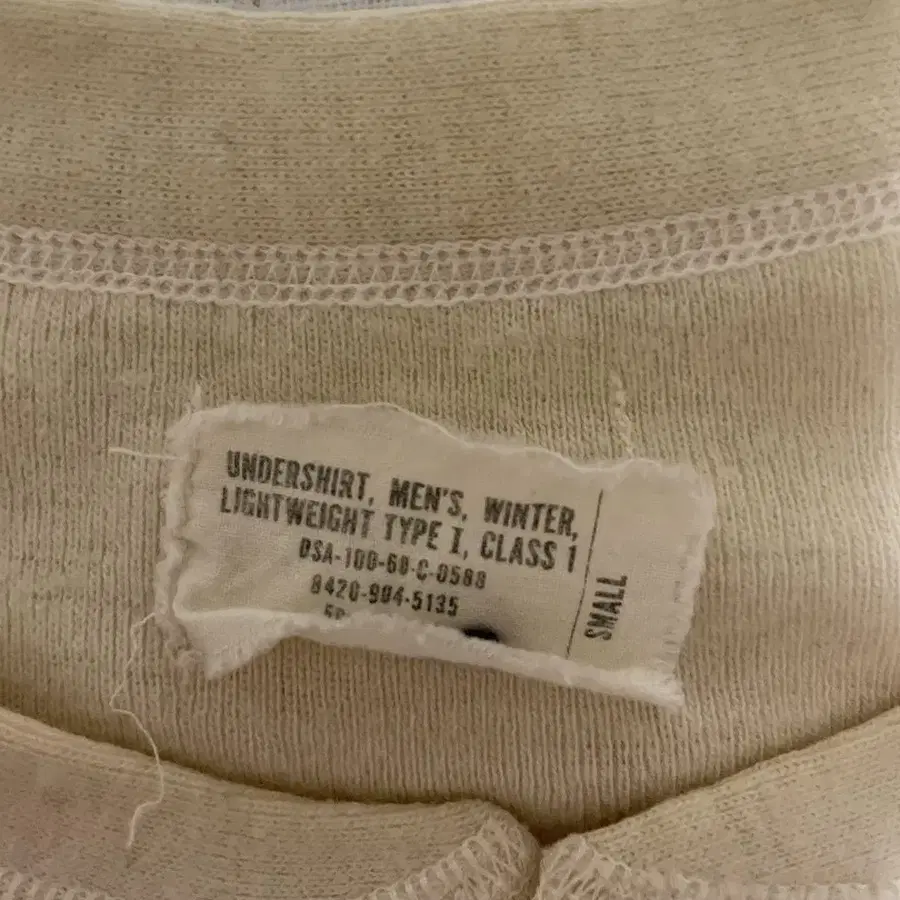 UNDERSHIRT, MEN'S, WINTER,
LIGHTWEIGHT TYPE I, CLASS 1
DSA-100-68-C-0588
8420-904-5135
SMALL